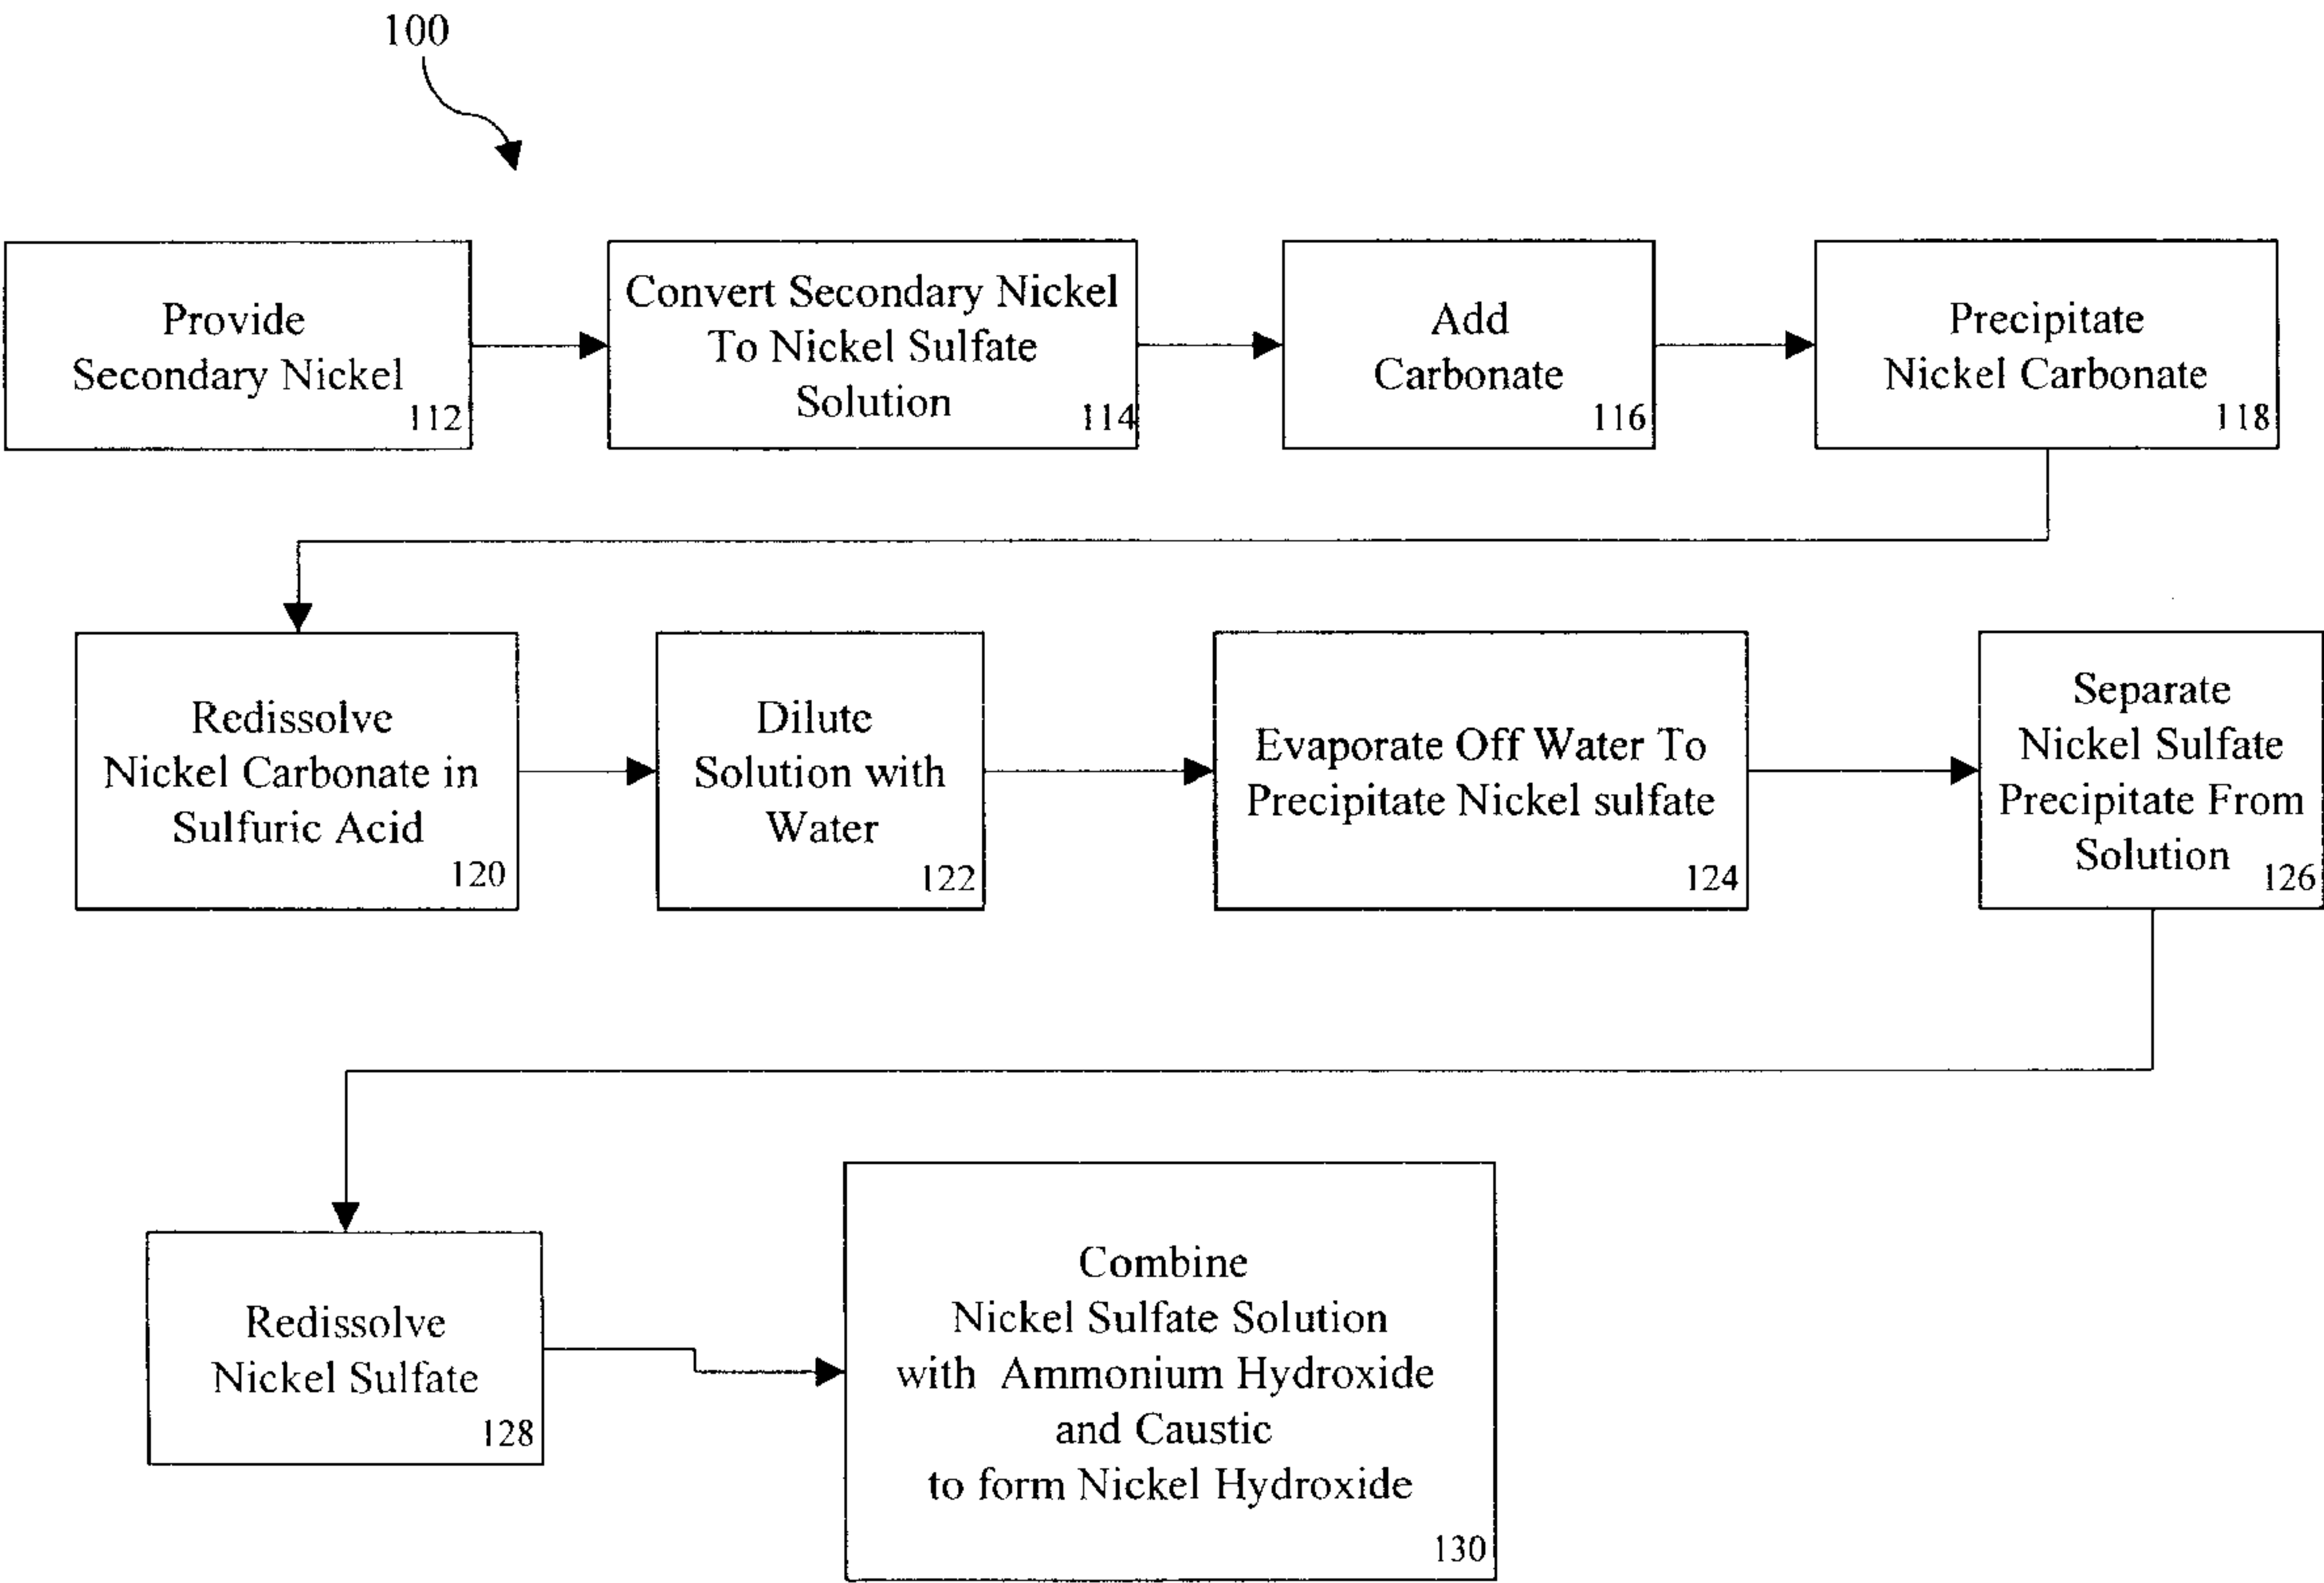 100
Provide
Secondary Nickel
112
Convert Secondary Nickel
To Nickel Sulfate
Solution
114
Add
Carbonate
116
Precipitate
Nickel Carbonate
118
Redissolve
Nickel Carbonate in
Sulfuric Acid
120
Dilute
Solution with
Water
122
Evaporate Off Water To
Precipitate Nickel sulfate
124
Separate
Nickel Sulfate
Precipitate From
Solution
126
Redissolve
Nickel Sulfate
128
Combine
Nickel Sulfate Solution
with Ammonium Hydroxide
and Caustic
to form Nickel Hydroxide
130